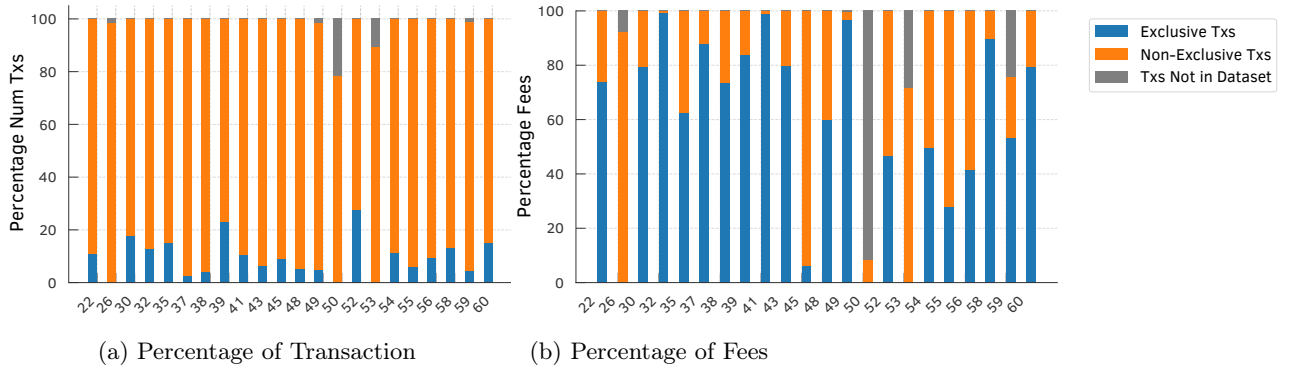 Percentage Num Txs
100
80
60
40
20
0
22 26 30 32 35 37 38 39 41 43 45 48 49 50 52 53 54 55 56 58 59 60
(a) Percentage of Transaction
Percentage Fees
100
80
60
40
20
0
22 26 30 32 35 37 38 39 41 43 45 48 49 50 52 53 54 55 56 58 59 60
(b) Percentage of Fees
Exclusive Txs
Non-Exclusive Txs
Txs Not in Dataset